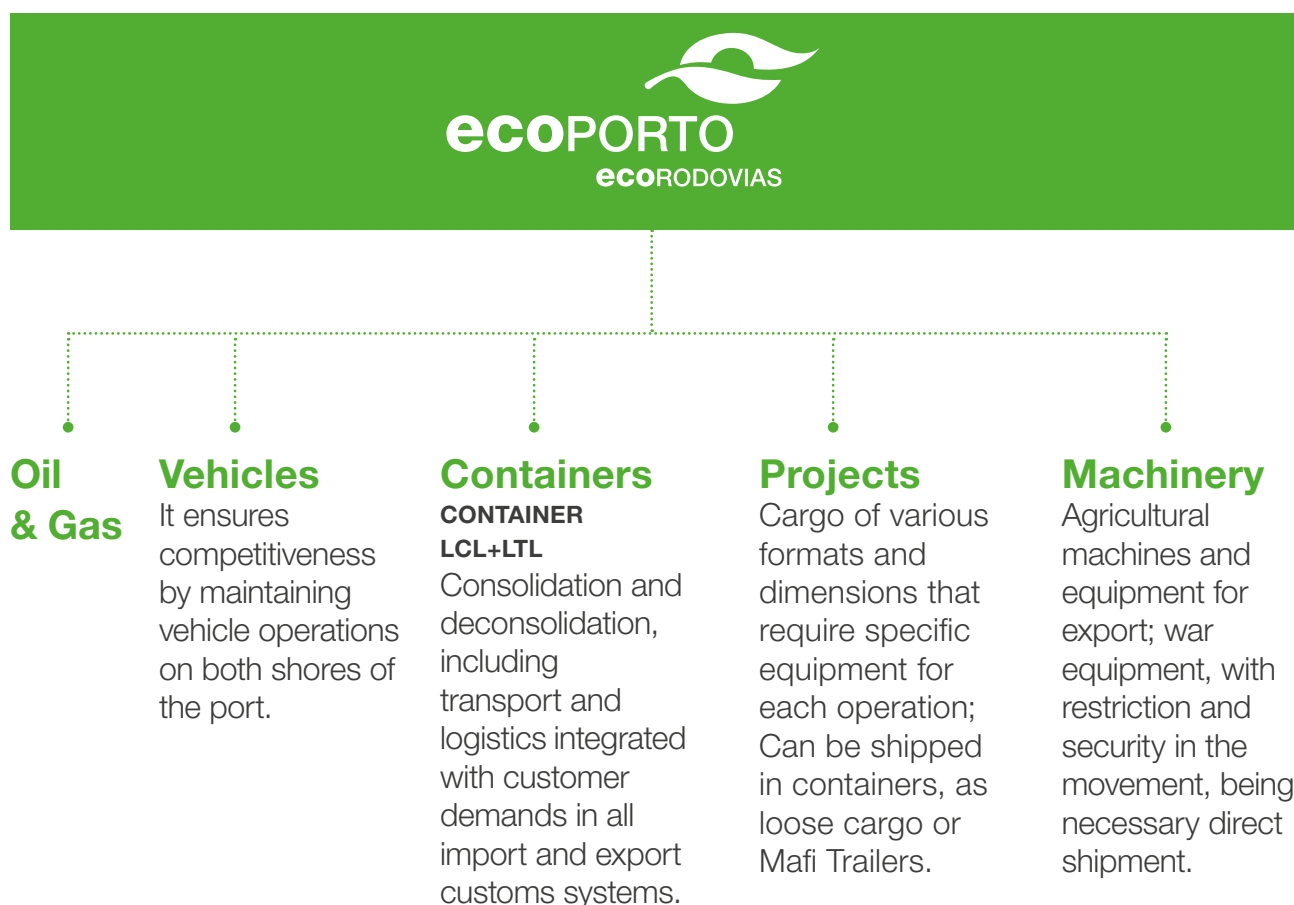 ecoPORTO
ecoRODOVIAS
Oil
& Gas
Vehicles
It ensures
competitiveness
by maintaining
vehicle operations
on both shores of
the port.
Containers
CONTAINER
LCL+LTL
Consolidation and
deconsolidation,
including
transport and
logistics integrated
with customer
demands in all
import and export
customs systems.
Projects
Cargo of various
formats and
dimensions that
require specific
equipment for
each operation;
Can be shipped
in containers, as
loose cargo or
Mafi Trailers.
Machinery
Agricultural
machines and
equipment for
export; war
equipment, with
restriction and
security in the
movement, being
necessary direct
shipment.